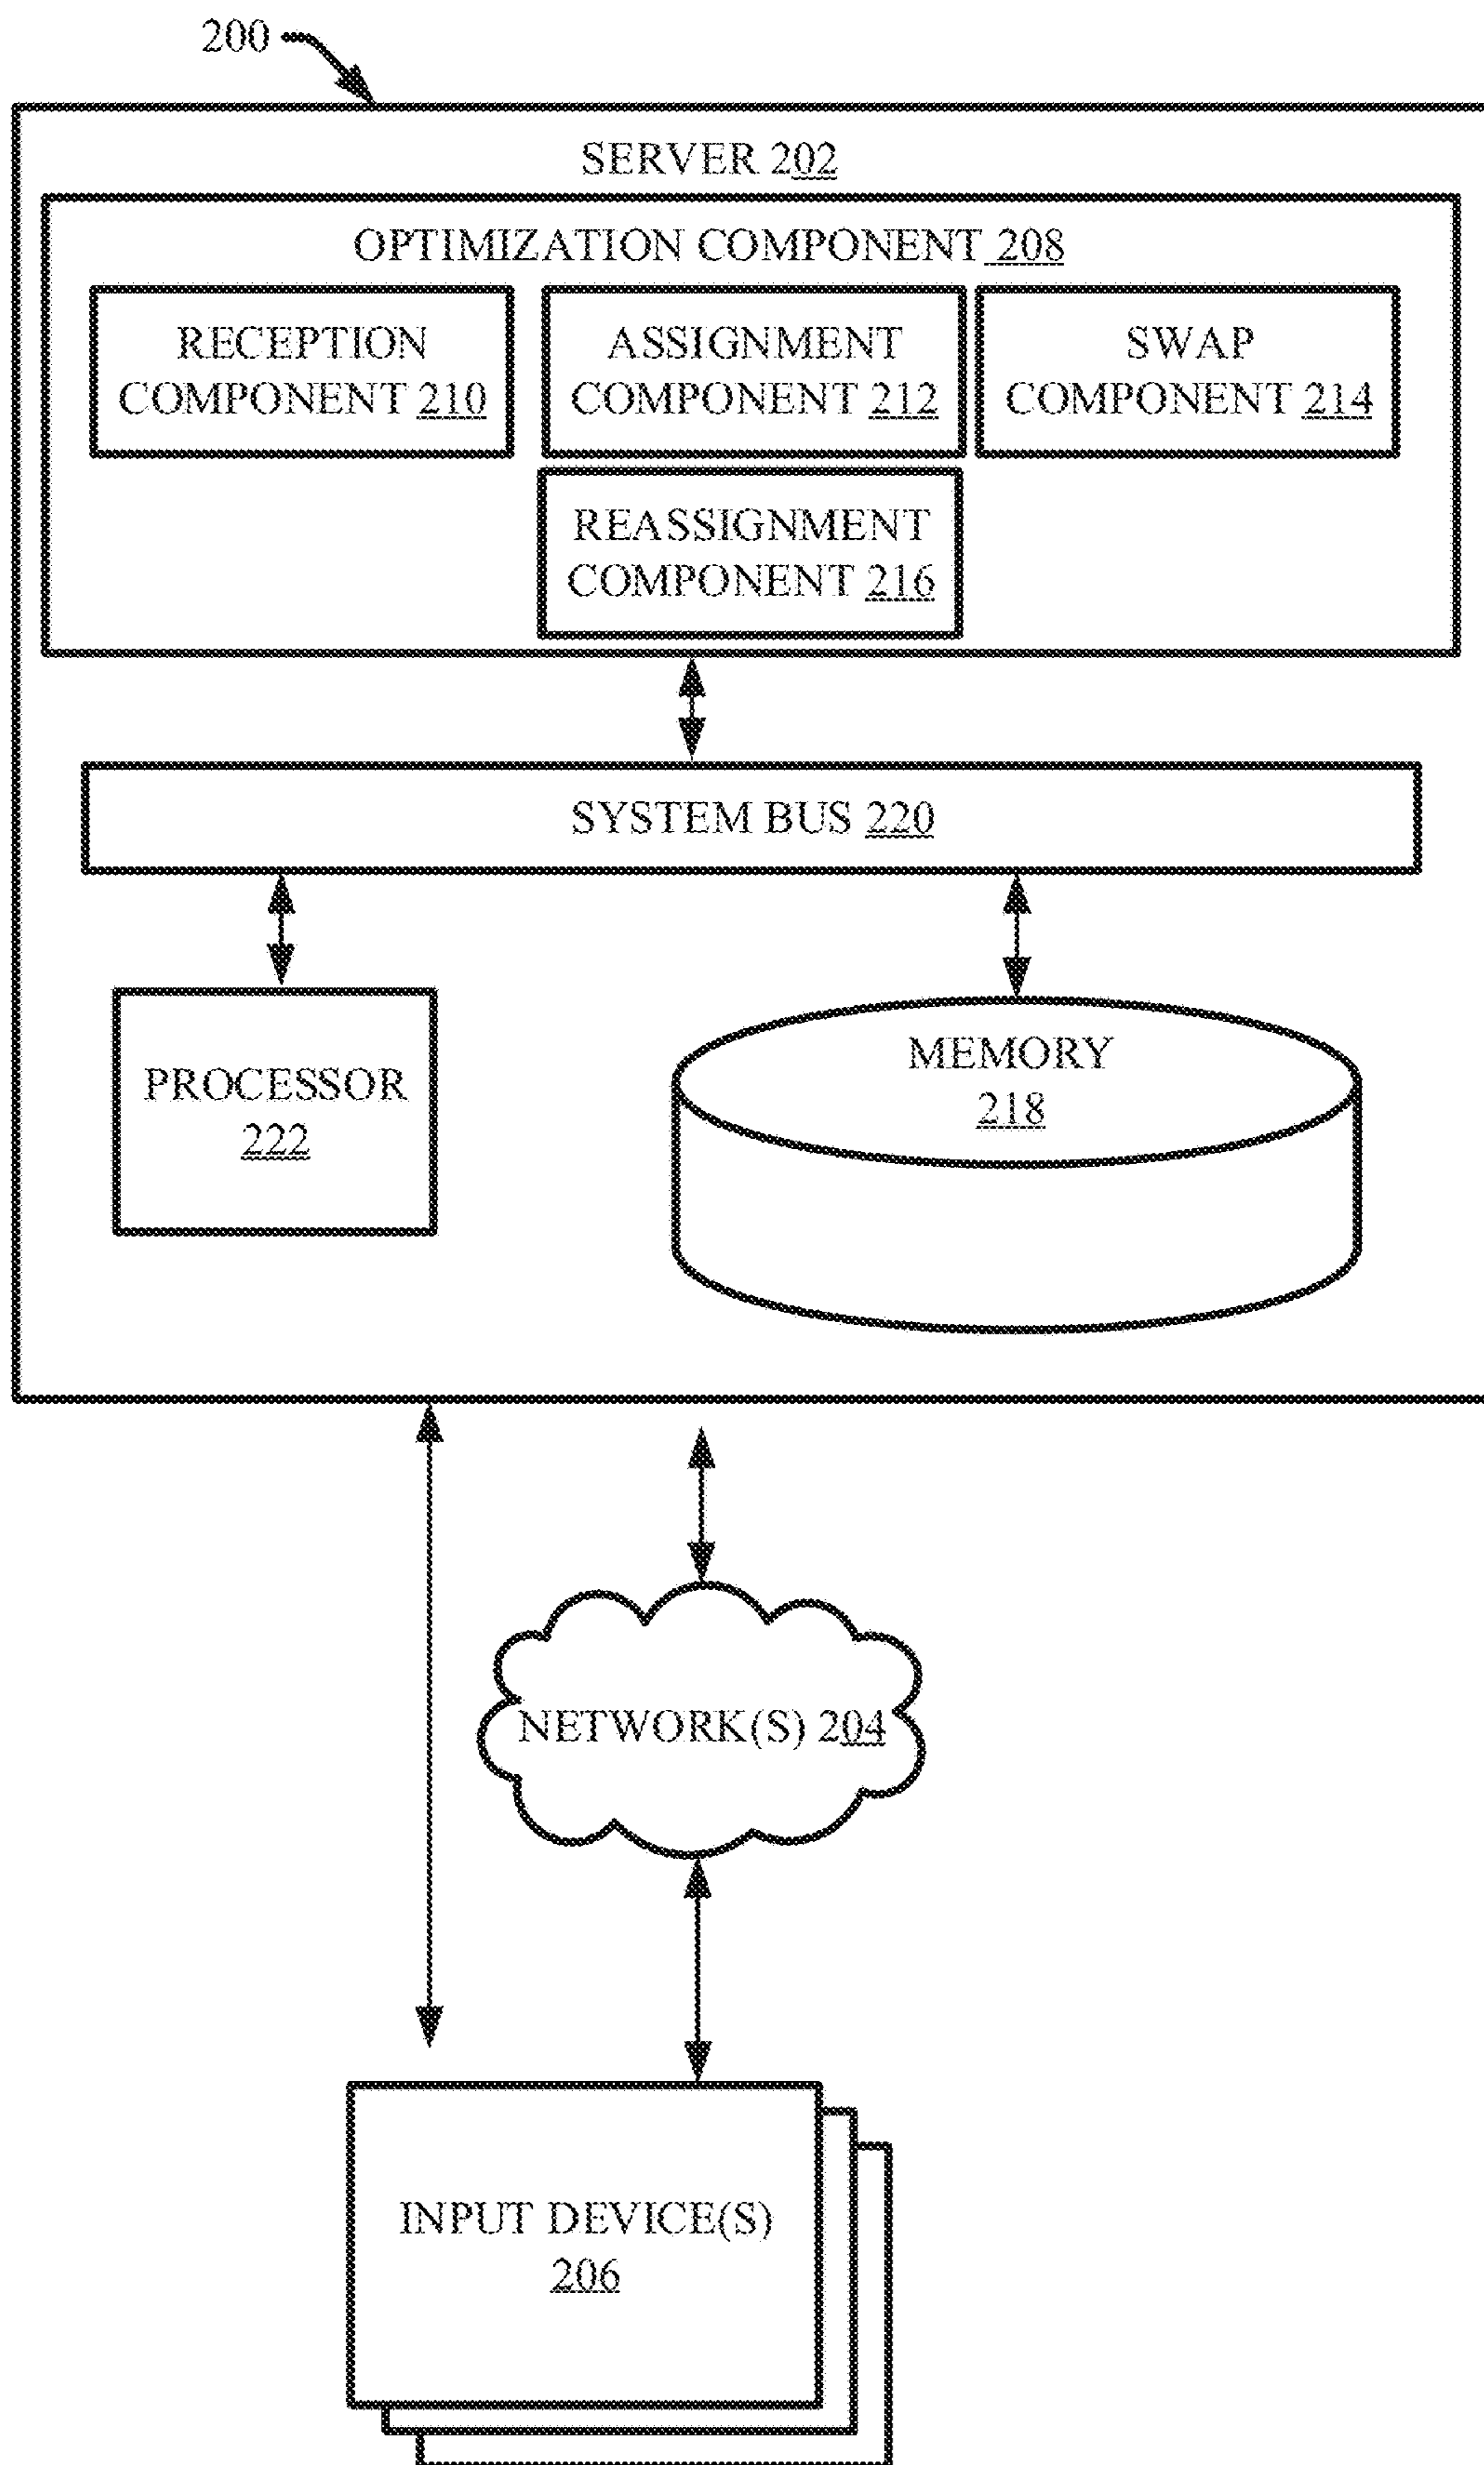 200
SERVER 202
OPTIMIZATION COMPONENT 208
RECEPTION
COMPONENT 210
ASSIGNMENT
COMPONENT 212
SWAP
COMPONENT 214
REASSIGNMENT
COMPONENT 216
SYSTEM BUS 220
PROCESSOR
222
MEMORY
218
NETWORK(S) 204
INPUT DEVICE(S)
206